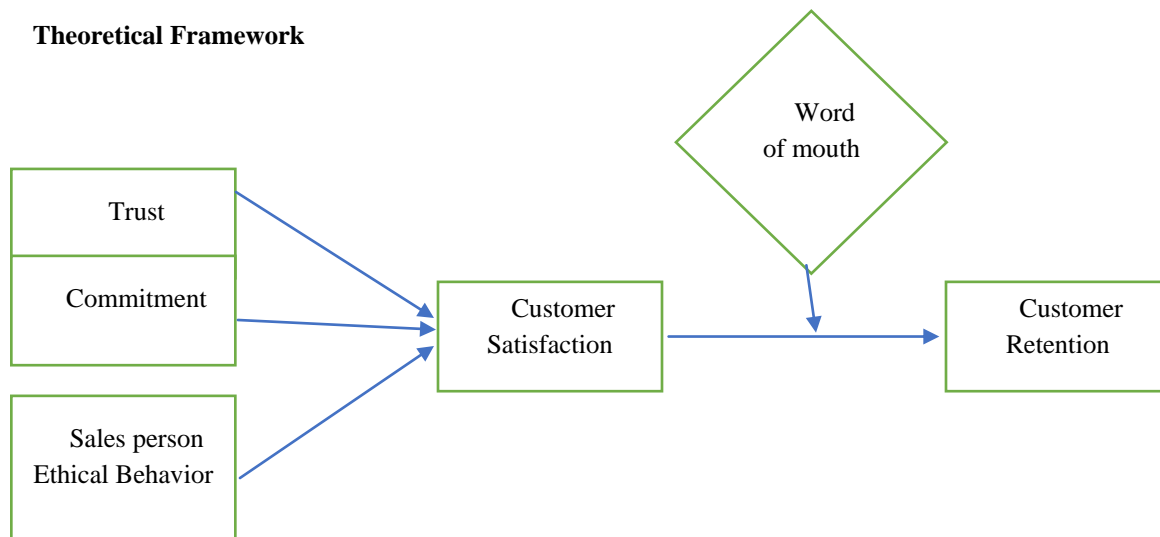 Theoretical Framework
Word
of mouth
Trust
Commitment
Customer
Satisfaction
Customer
Retention
Sales person
Ethical Behavior